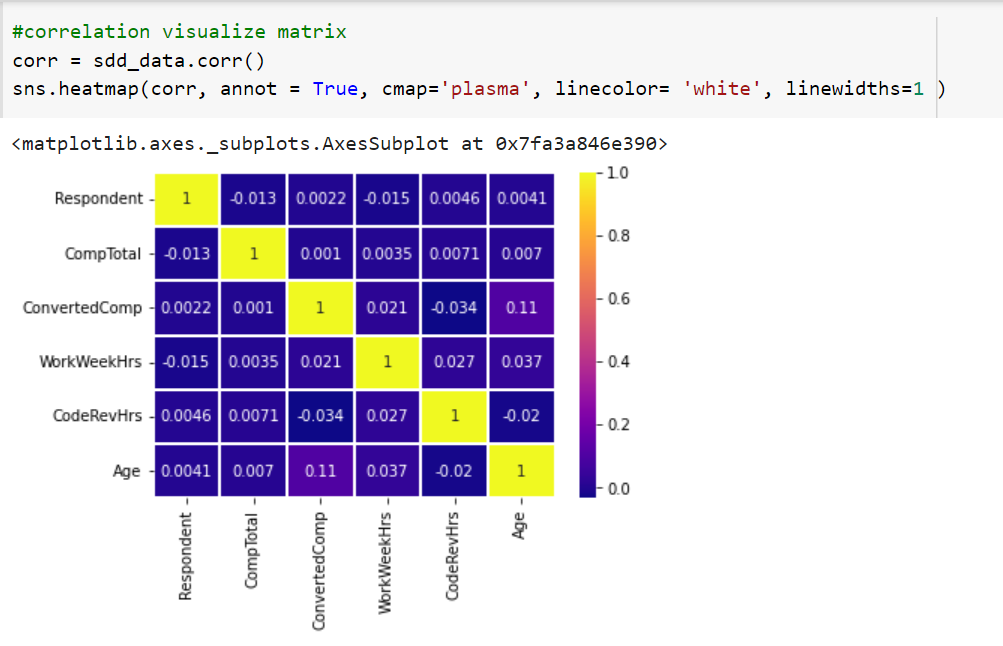 #correlation visualize matrix
corr = sdd_data.corr()
sns.heatmap(corr, annot = True, cmap='plasma', linecolor= 'white', linewidths=1 )
<matplotlib.axes._subplots.AxesSubplot at 0x7fa3a846e390>
Respondent 1 -0.013 0.0022 -0.015 0.0046 0.0041
CompTotal -0.013 1 0.001 0.0035 0.0071 0.007
ConvertedComp 0.0022 0.001 1 0.021 -0.034 0.11
WorkWeekHrs -0.015 0.0035 0.021 1 0.027 0.037
CodeRevHrs 0.0046 0.0071 -0.034 0.027 1 -0.02
Age 0.0041 0.007 0.11 0.037 -0.02 1
Respondent
CompTotal
ConvertedComp
WorkWeekHrs
CodeRevHrs
Age
1.0
0.8
0.6
0.4
0.2
0.0